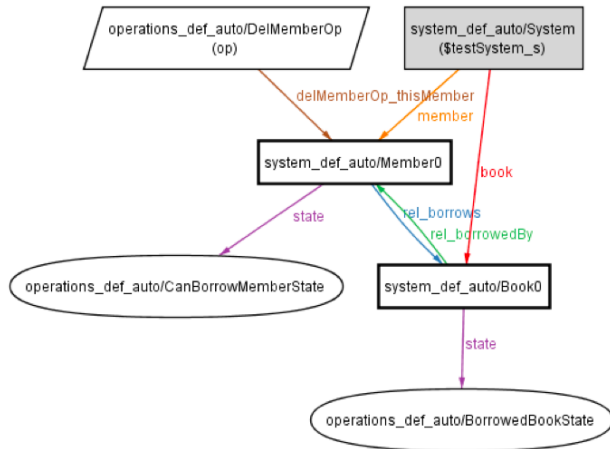 operations_def_auto/DelMemberOp
(op)
system_def_auto/System
($testSystem_s)
delMemberOp_thisMember
member
system_def_auto/Member0
book
state
rel_borrows
rel_borrowedBy
operations_def_auto/CanBorrowMemberState
system_def_auto/Book0
state
operations_def_auto/BorrowedBookState